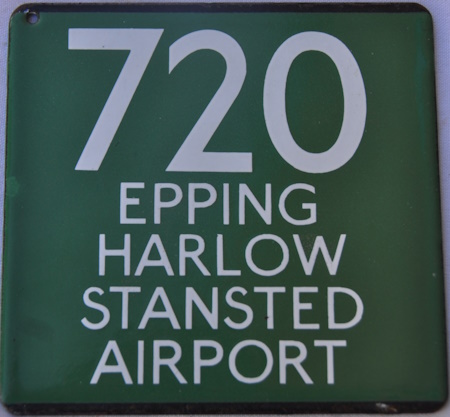 720
EPPING
HARLOW
STANSTED
AIRPORT